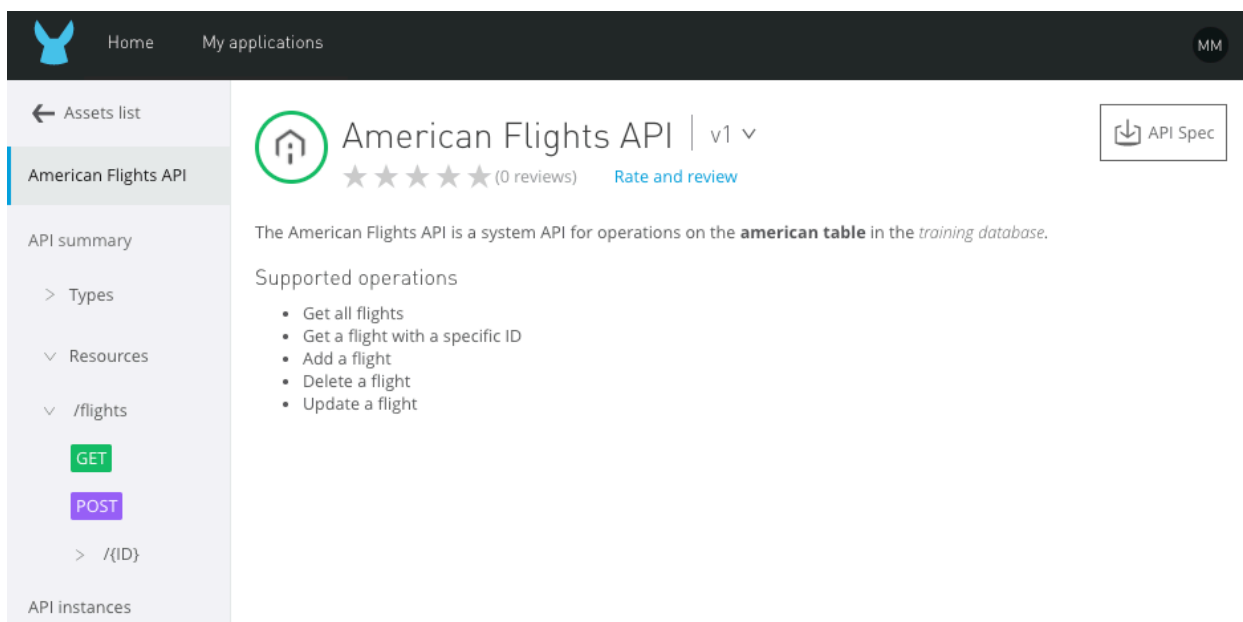 Home My applications MM
Assets list
American Flights API
API summary
Types
Resources
/flights
GET
POST
/{ID}
API instances
American Flights API v1
(0 reviews) Rate and review
API Spec
The American Flights API is a system API for operations on the american table in the training database.
Supported operations
Get all flights
Get a flight with a specific ID
Add a flight
Delete a flight
Update a flight